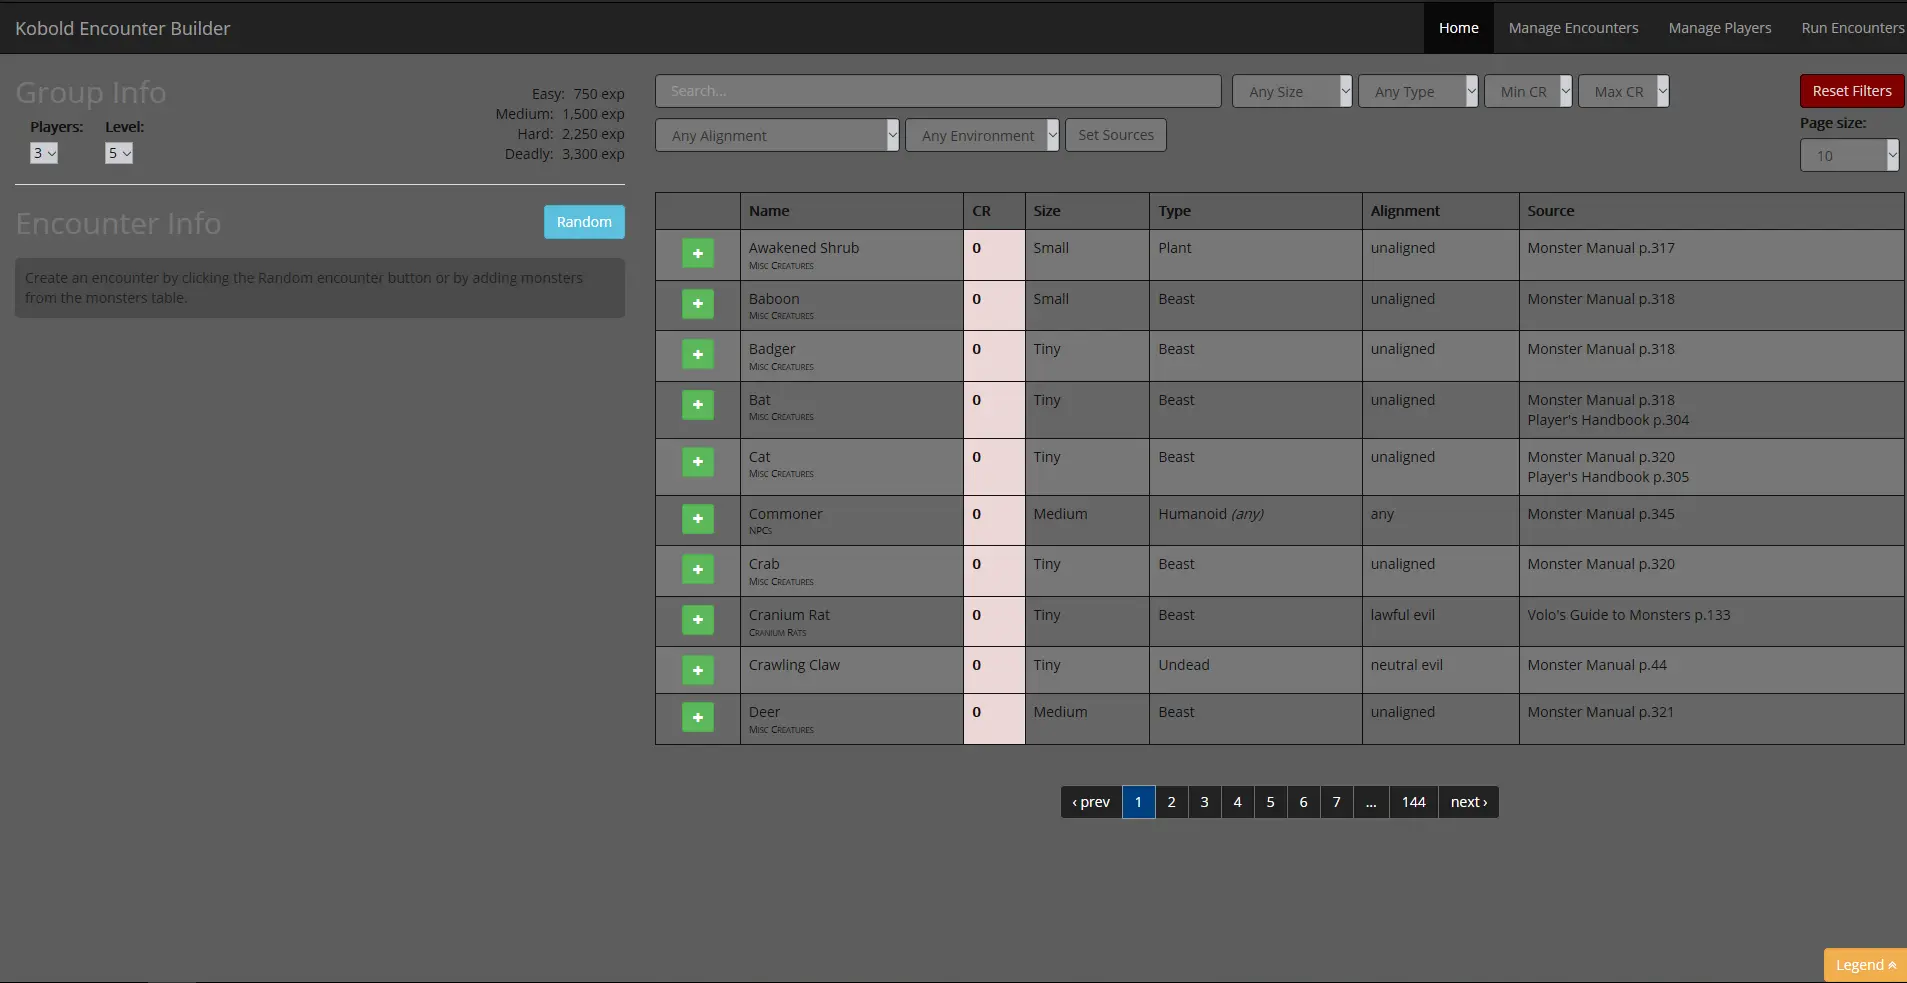 Kobold Encounter Builder
Home
Manage Encounters
Manage Players
Run Encounters
Group Info
Players:
Level:
3
5
Easy: 750 exp
Medium: 1,500 exp
Hard: 2,250 exp
Deadly: 3,300 exp
Encounter Info
Random
Create an encounter by clicking the Random encounter button or by adding monsters
from the monsters table.
Search...
Any Size
Any Type
Min CR
Max CR
Reset Filters
Any Alignment
Any Environment
Set Sources
Page size:
10
Name CR Size Type Alignment Source
+ Awakened Shrub 0 Small Plant unaligned Monster Manual p.317
Misc Creatures
+ Baboon 0 Small Beast unaligned Monster Manual p.318
Misc Creatures
+ Badger 0 Tiny Beast unaligned Monster Manual p.318
Misc Creatures
+ Bat 0 Tiny Beast unaligned Monster Manual p.318
Misc Creatures Player's Handbook p.304
+ Cat 0 Tiny Beast unaligned Monster Manual p.320
Misc Creatures Player's Handbook p.305
+ Commoner 0 Medium Humanoid (any) any Monster Manual p.345
NPCs
+ Crab 0 Tiny Beast unaligned Monster Manual p.320
Misc Creatures
+ Cranium Rat 0 Tiny Beast lawful evil Volo's Guide to Monsters p.133
Cranium Rats
+ Crawling Claw 0 Tiny Undead neutral evil Monster Manual p.44
+ Deer 0 Medium Beast unaligned Monster Manual p.321
Misc Creatures
‹ prev 1 2 3 4 5 6 7 ... 144 next ›
Legend